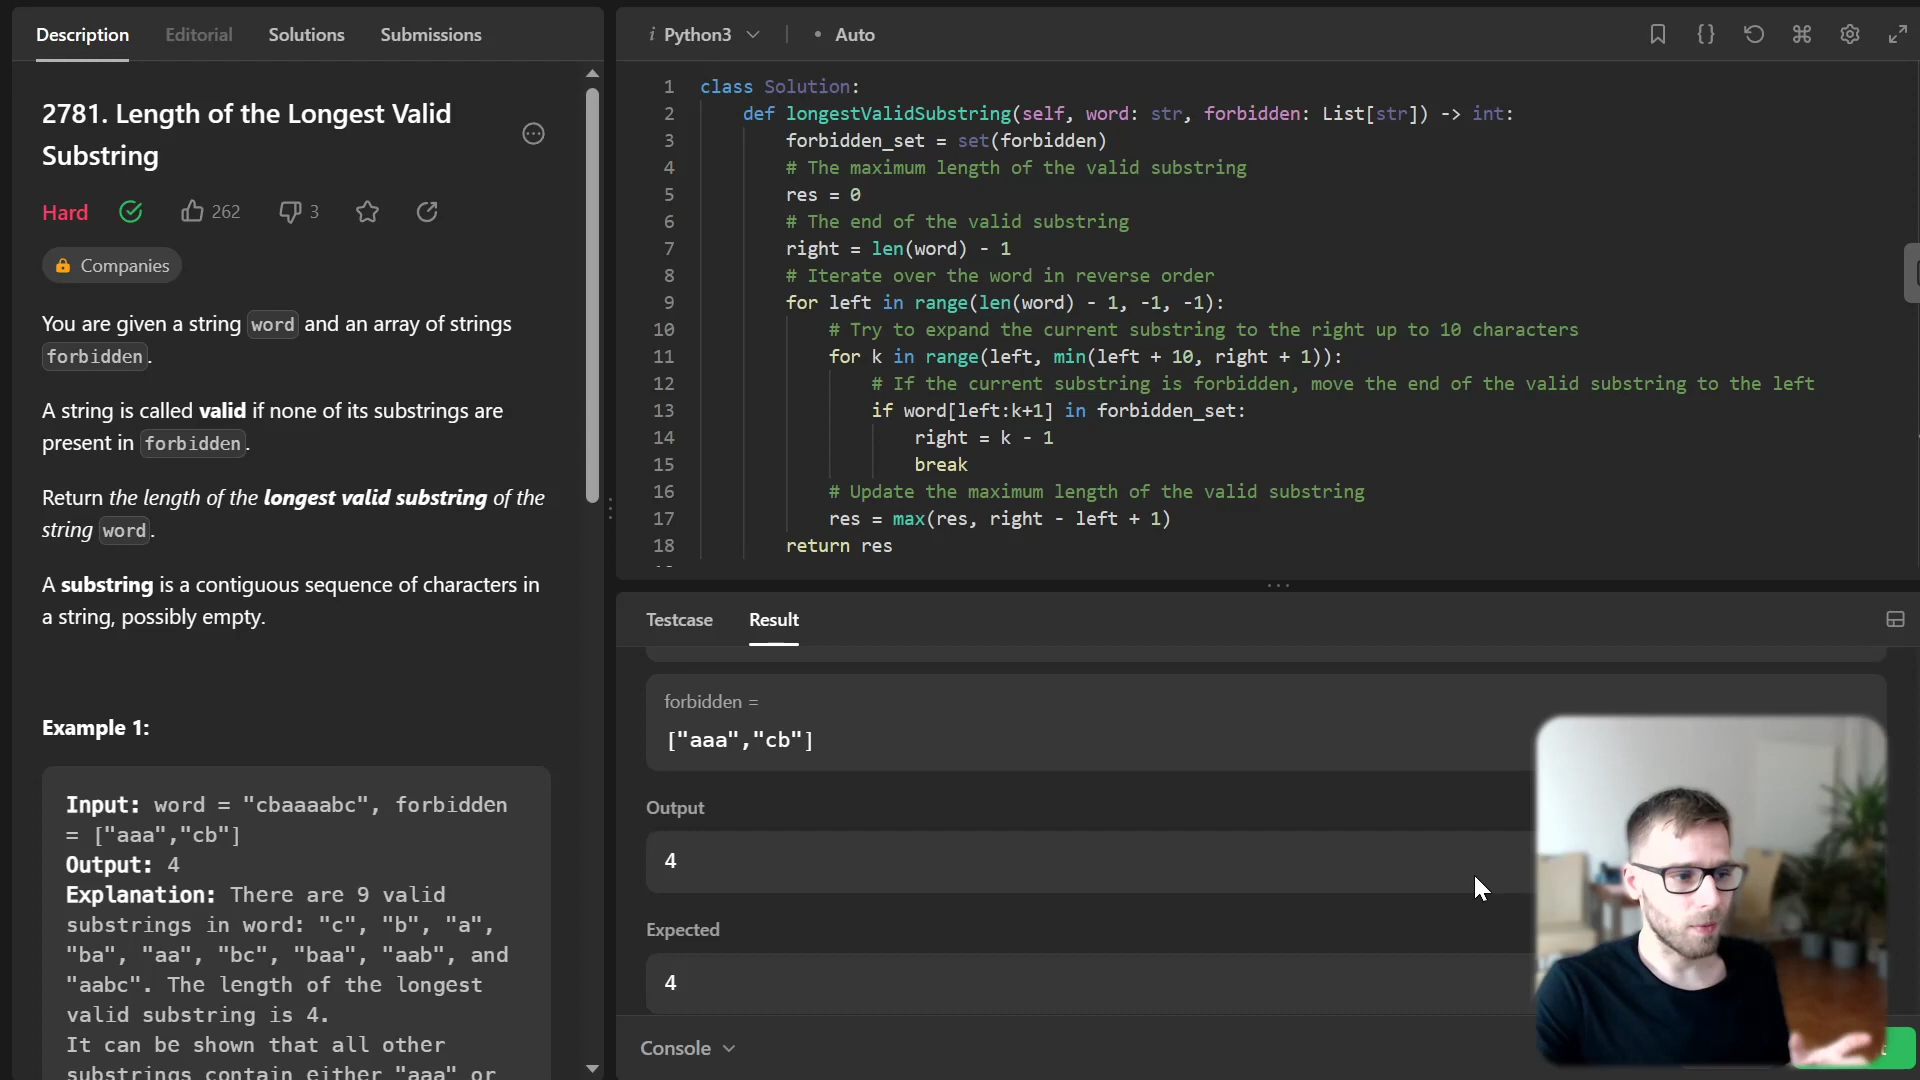 Description Editorial Solutions Submissions
2781. Length of the Longest Valid
Substring
Hard 262 3
Companies
You are given a string word and an array of strings
forbidden.
A string is called valid if none of its substrings are
present in forbidden.
Return the length of the longest valid substring of the
string word.
A substring is a contiguous sequence of characters in
a string, possibly empty.
Example 1:
Input: word = "cbaaaabc", forbidden
= ["aaa","cb"]
Output: 4
Explanation: There are 9 valid
substrings in word: "c", "b", "a",
"ba", "aa", "bc", "baa", "aab", and
"aabc". The length of the longest
valid substring is 4.
It can be shown that all other
substrings contain either "aaa" or
i Python3 • Auto
1 class Solution:
2 def longestValidSubstring(self, word: str, forbidden: List[str]) -> int:
3 forbidden_set = set(forbidden)
4 # The maximum length of the valid substring
5 res = 0
6 # The end of the valid substring
7 right = len(word) - 1
8 # Iterate over the word in reverse order
9 for left in range(len(word) - 1, -1, -1):
10 # Try to expand the current substring to the right up to 10 characters
11 for k in range(left, min(left + 10, right + 1)):
12 # If the current substring is forbidden, move the end of the valid substring to the left
13 if word[left:k+1] in forbidden_set:
14 right = k - 1
15 break
16 # Update the maximum length of the valid substring
17 res = max(res, right - left + 1)
18 return res
Testcase Result
forbidden =
["aaa","cb"]
Output
4
Expected
4
Console